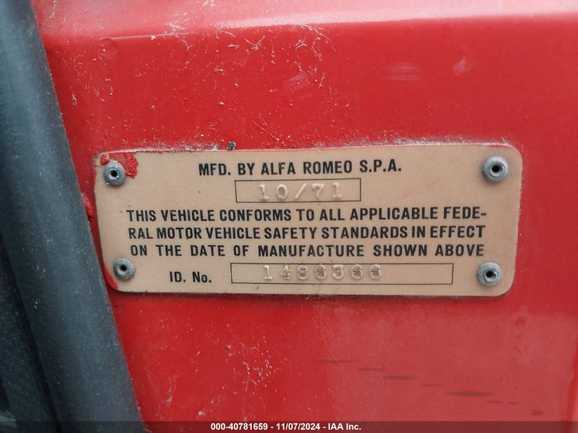 MFD. BY ALFA ROMEO S.P.A.
10/71
THIS VEHICLE CONFORMS TO ALL APPLICABLE FEDE-
RAL MOTOR VEHICLE SAFETY STANDARDS IN EFFECT
ON THE DATE OF MANUFACTURE SHOWN ABOVE
ID. No.
000-40781659 - 11/07/2024 - IAA Inc.